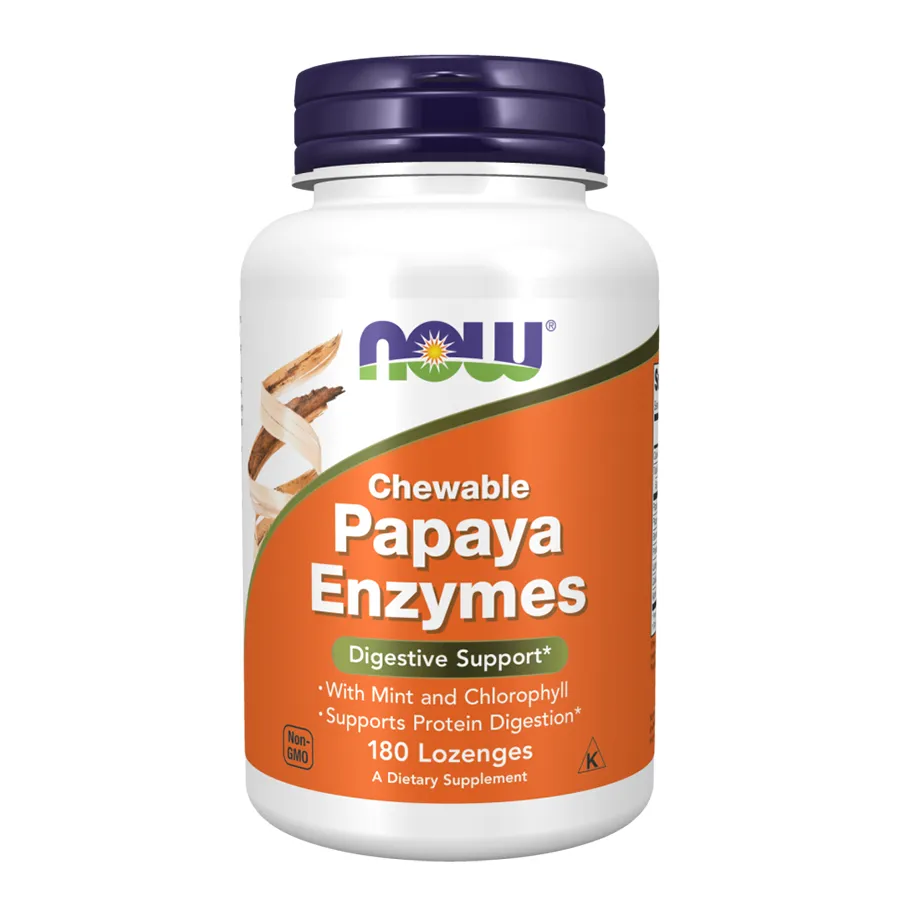 NOW®
Chewable
Papaya
Enzymes
Digestive Support*
•With Mint and Chlorophyll
•Supports Protein Digestion*
180 Lozenges
A Dietary Supplement
Non-
GMO
K